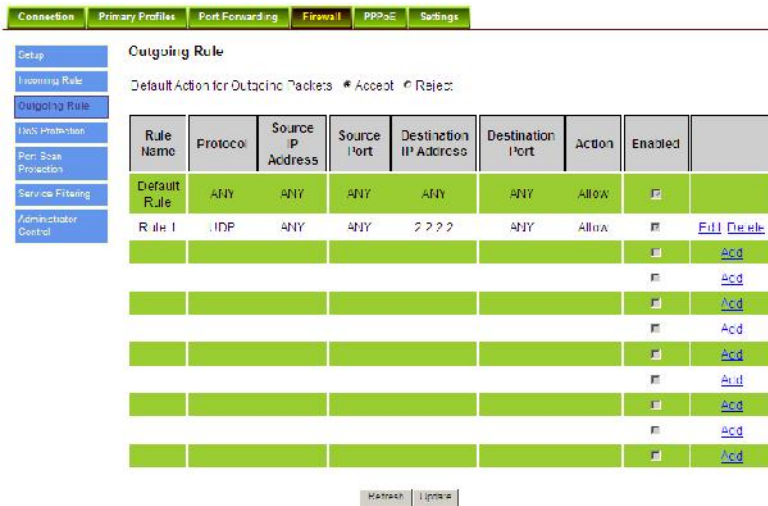 Connection Primary Profiles Port Forwarding Firewall PPPoE Settings
Setup
Incoming Rule
Outgoing Rule
DoS Protection
Port Scan
Protection
Service Filtering
Administrator
Control
Outgoing Rule
Default Action for Outgoing Packets Accept Reject
Rule Name Protocol Source IP Address Source Port Destination IP Address Destination Port Action Enabled
Default Rule ANY ANY ANY ANY ANY Allow
Rule 1 UDP ANY ANY 2.2.2.2 ANY Allow Edit Delete
Add
Add
Add
Add
Add
Add
Add
Add
Add
Refresh Update